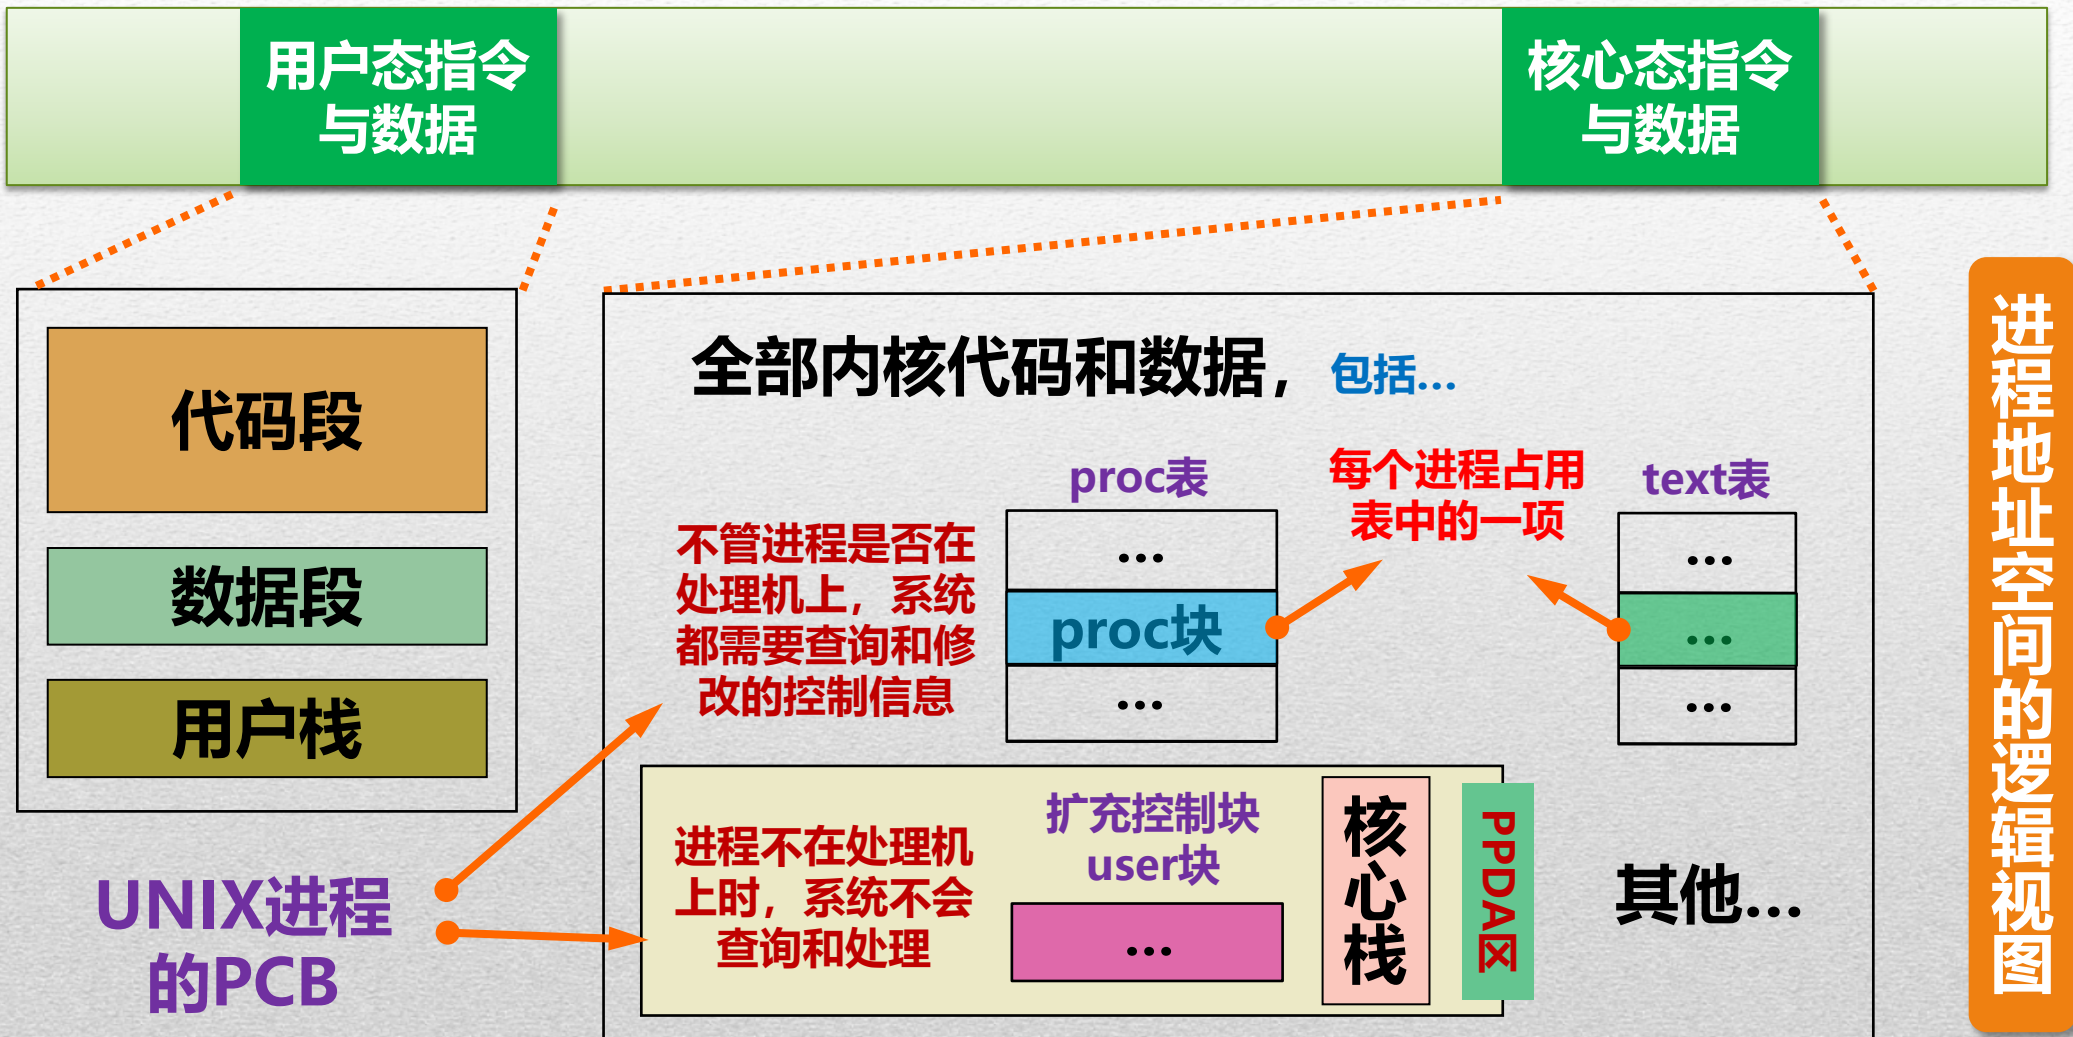 用户态指令
与数据
核心态指令
与数据
代码段
数据段
用户栈
UNIX进程
的PCB
全部内核代码和数据，包括...
不管进程是否在
处理机上，系统
都需要查询和修
改的控制信息
proc表
...
proc块
...
每个进程占用
表中的一项
text表
...
...
...
进程不在处理机
上时，系统不会
查询和处理
扩充控制块
user块
...
核心栈
PPDA区
其他...
进程地址空间的逻辑视图